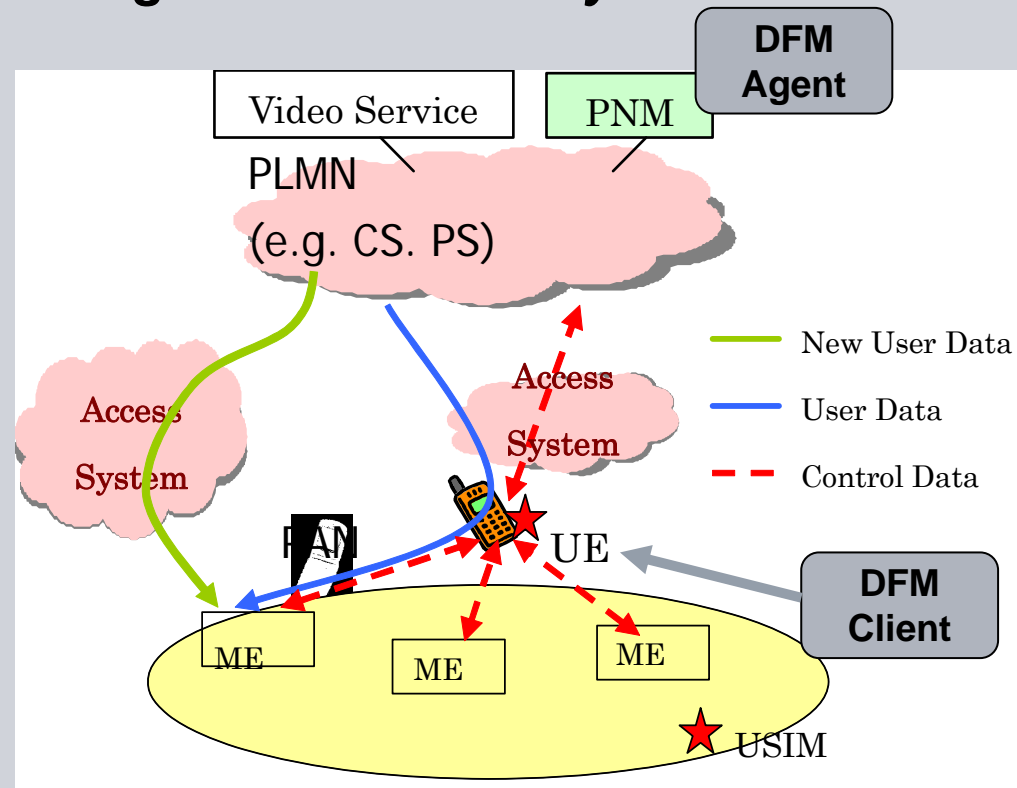 DFM
Agent
Video Service
PNM
PLMN
(e.g. CS. PS)
New User Data
Access
System
Access
System
User Data
Control Data
PAN
UE
DFM
Client
ME
ME
ME
USIM